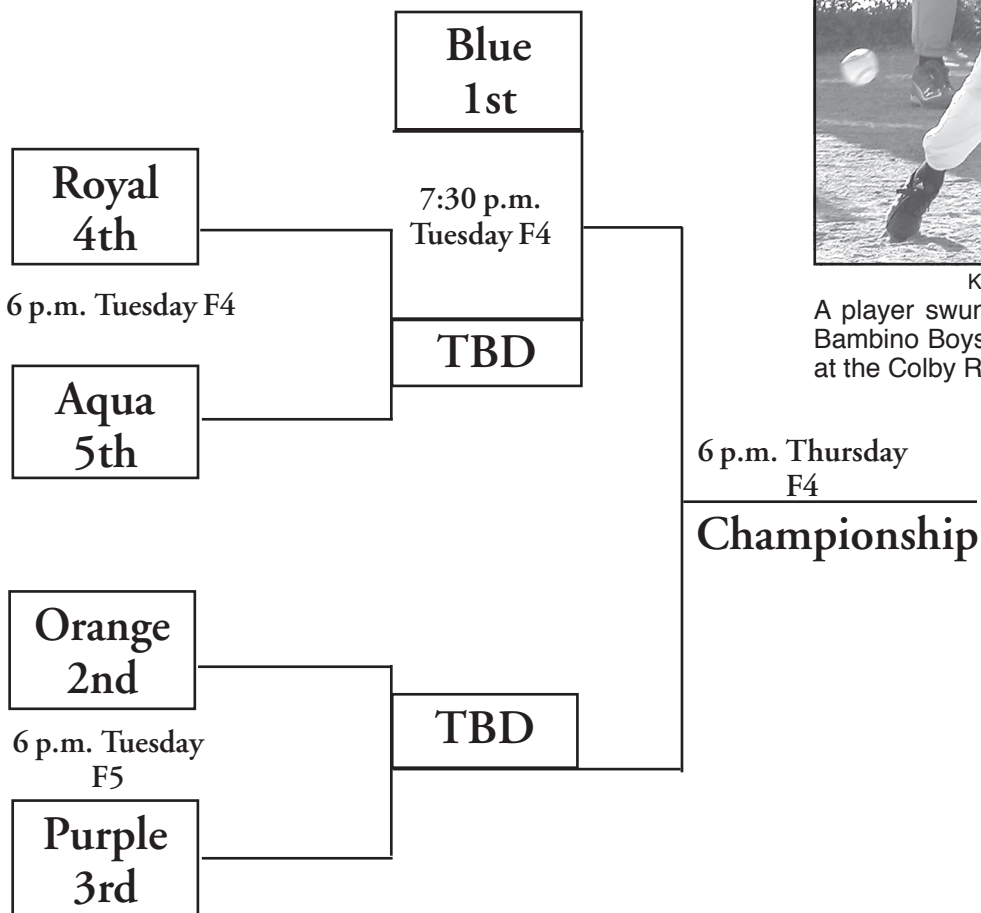 Blue
1st
Royal
4th
7:30 p.m.
Tuesday F4
6 p.m. Tuesday F4
TBD
Aqua
5th
K
A player swun
Bambino Boys
at the Colby R
6 p.m. Thursday
F4
Championship
Orange
2nd
TBD
6 p.m. Tuesday
F5
Purple
3rd